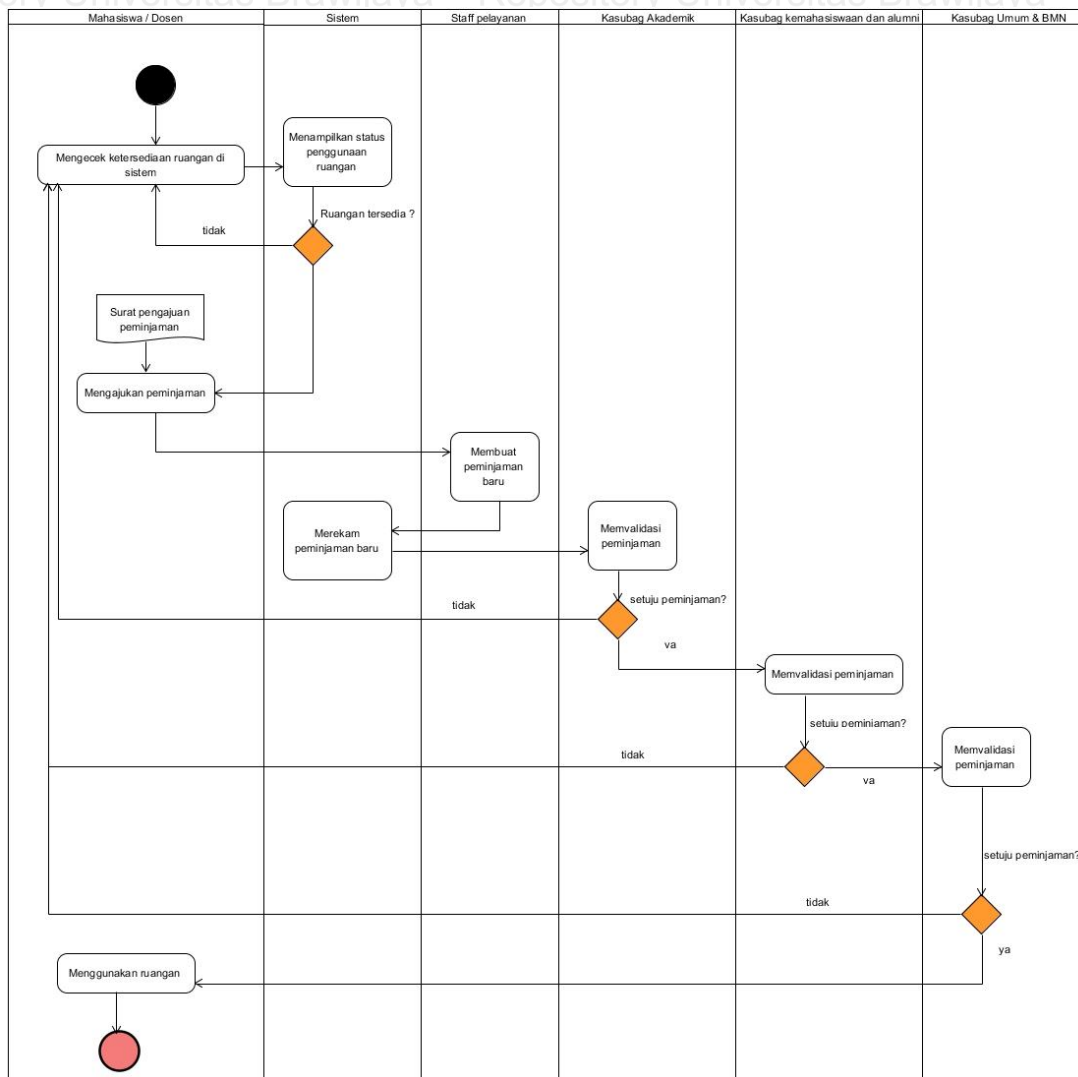 Repository Universitas Brawijaya
Mahasiswa / Dosen
Sistem
Staff pelayanan
Kasubag Akademik
Kasubag kemahasiswaan dan alumni
Kasubag Umum & BMN
Mengecek ketersediaan ruangan di
sistem
Menampilkan status
penggunaan
ruangan
Ruangan tersedia ?
tidak
Surat pengajuan
peminjaman
Mengajukan peminjaman
Membuat
peminjaman
baru
Merekam
peminjaman baru
Memvalidasi
peminjaman
setuju peminjaman?
tidak
ya
Memvalidasi peminjaman
setuju peminjaman?
tidak
ya
Memvalidasi
peminjaman
setuju peminjaman?
tidak
ya
Menggunakan ruangan